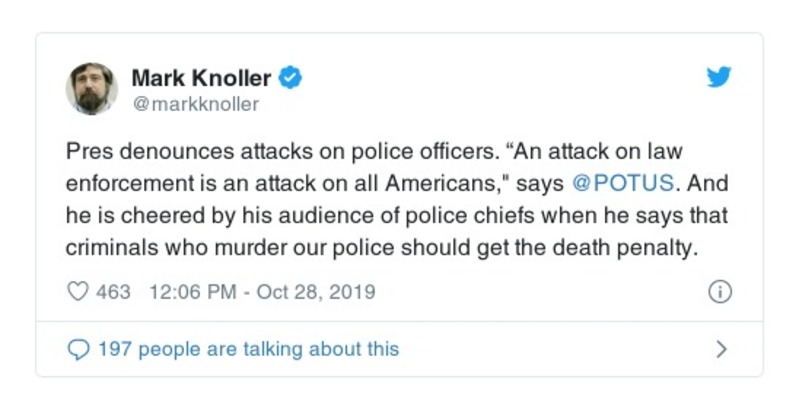 Mark Knoller
@markknoller
Pres denounces attacks on police officers. “An attack on law
enforcement is an attack on all Americans," says @POTUS. And
he is cheered by his audience of police chiefs when he says that
criminals who murder our police should get the death penalty.
463 12:06 PM - Oct 28, 2019
197 people are talking about this